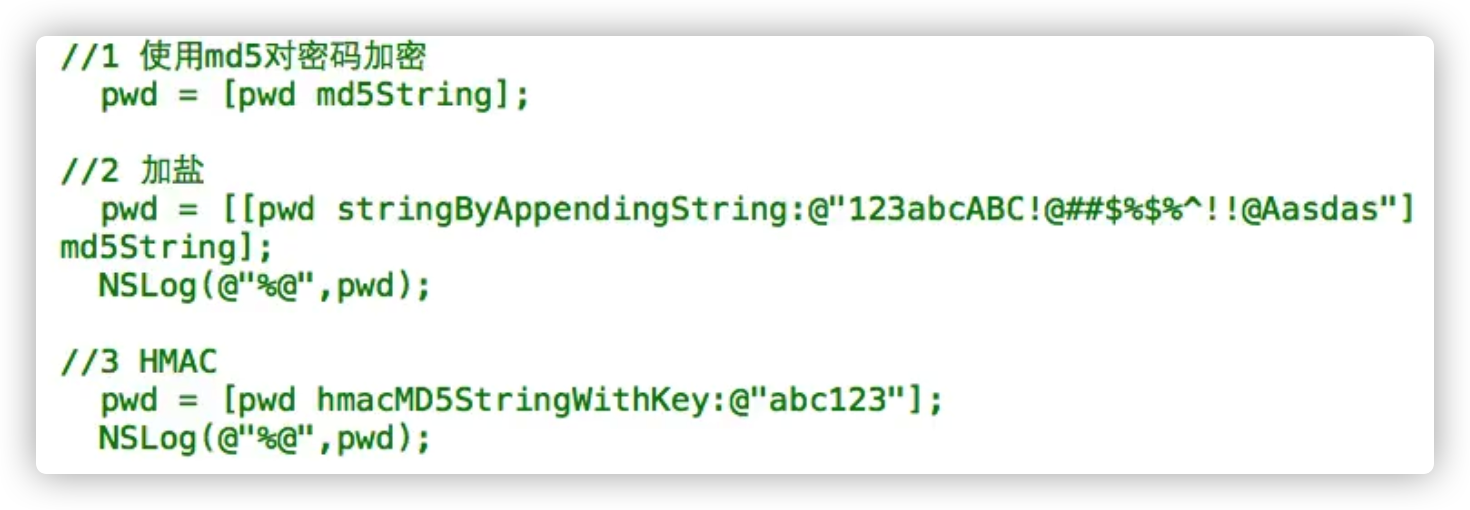 //1 使用md5对密码加密
pwd = [pwd md5String];
//2 加盐
pwd = [[pwd stringByAppendingString:@"123abcABC!@##$%$%^!!@Aasdas"]
md5String];
NSLog(@"%@",pwd);
//3 HMAC
pwd = [pwd hmacMD5StringWithKey:@"abc123"];
NSLog(@"%@",pwd);